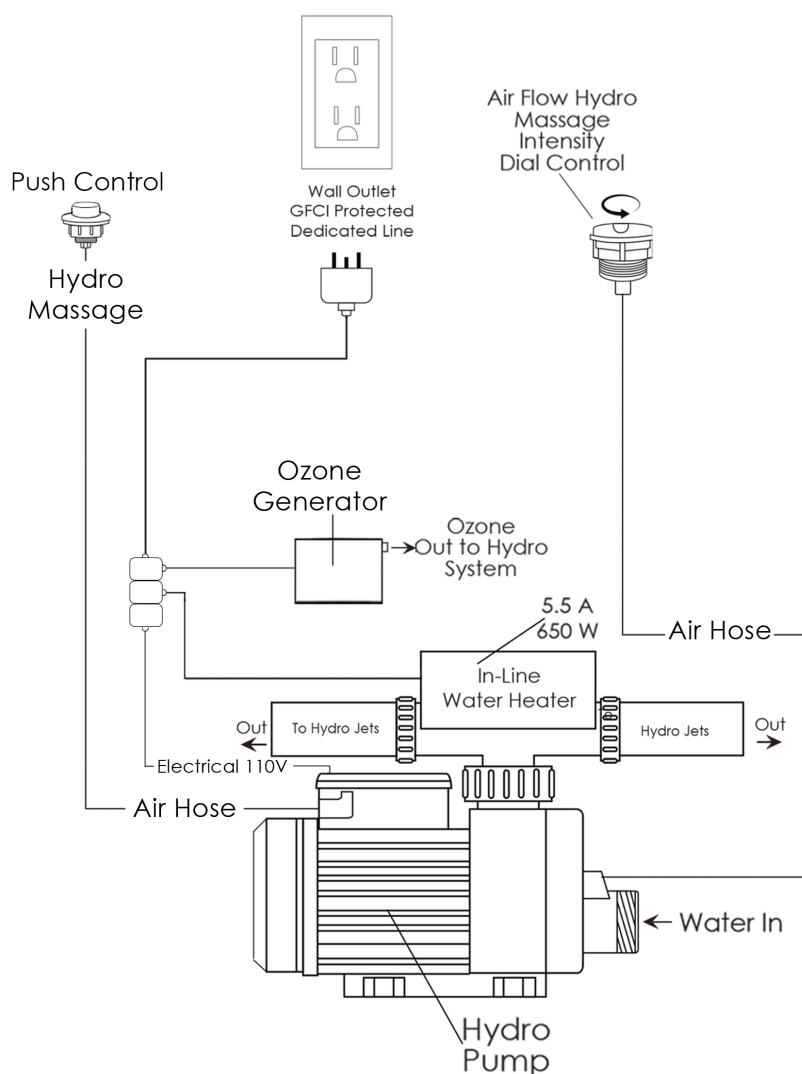 Air Flow Hydro
Massage
Intensity
Dial Control
Push Control
Wall Outlet
GFCI Protected
Dedicated Line
Hydro
Massage
Ozone
Generator
Ozone
Out to Hydro
System
5.5 A
650 W
Air Hose
In-Line
Water Heater
Out
To Hydro Jets
Hydro Jets
Out
Electrical 110V
Air Hose
Water In
Hydro
Pump